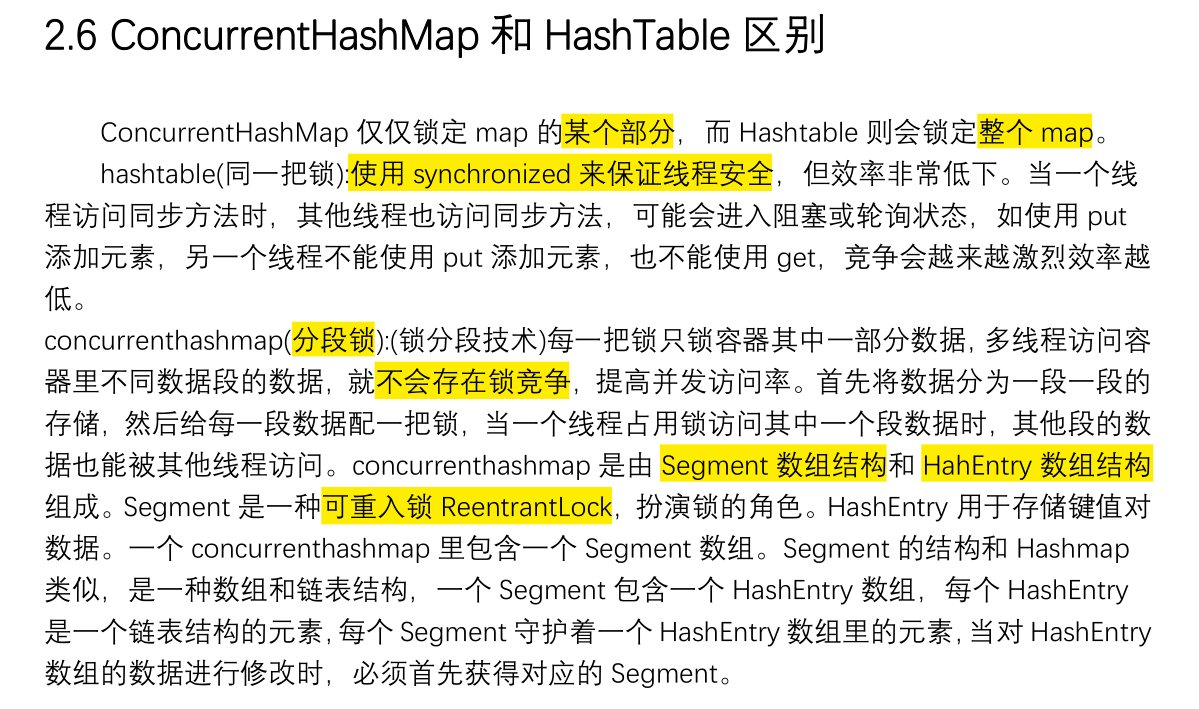 2.6 ConcurrentHashMap 和 HashTable 区别
ConcurrentHashMap 仅仅锁定 map 的某个部分，而 Hashtable 则会锁定整个 map。
hashtable(同一把锁):使用 synchronized 来保证线程安全，但效率非常低下。当一个线
程访问同步方法时，其他线程也访问同步方法，可能会进入阻塞或轮询状态，如使用 put
添加元素，另一个线程不能使用 put 添加元素，也不能使用 get，竞争会越来越激烈效率越
低。
concurrenthashmap(分段锁):(锁分段技术)每一把锁只锁容器其中一部分数据,多线程访问容
器里不同数据段的数据，就不会存在锁竞争，提高并发访问率。首先将数据分为一段一段的
存储，然后给每一段数据配一把锁，当一个线程占用锁访问其中一个段数据时，其他段的数
据也能被其他线程访问。concurrenthashmap 是由 Segment 数组结构和 HahEntry 数组结构
组成。Segment 是一种可重入锁 ReentrantLock，扮演锁的角色。HashEntry 用于存储键值对
数据。一个 concurrenthashmap 里包含一个 Segment 数组。Segment 的结构和 Hashmap
类似，是一种数组和链表结构，一个 Segment 包含一个 HashEntry 数组，每个 HashEntry
是一个链表结构的元素,每个 Segment 守护着一个 HashEntry 数组里的元素,当对 HashEntry
数组的数据进行修改时，必须首先获得对应的 Segment。